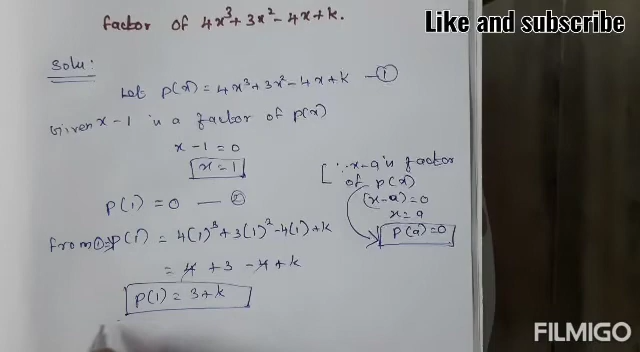 factor of 4x³+3x²-4x+k.
Like and subscribe
Solu:
Let p(x) = 4x³+3x²-4x+k —①
Given x-1 is a factor of p(x)
x-1=0
x=1
[∵ x-a is factor
of p(x)
(x-a)=0
x=a
p(a)=0
p(1)=0 —②
from①⇒p(1) = 4(1)³+3(1)²-4(1)+k
= 4 +3 -4 +k
p(1) = 3+k
FILMIGO